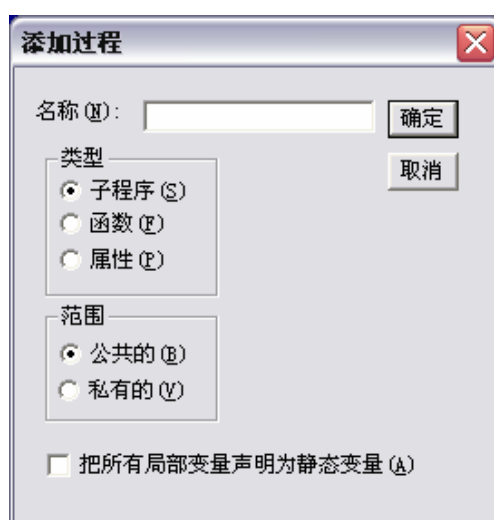 添加过程
名称(N):
确定
取消
类型
子程序(S)
函数(F)
属性(P)
范围
公共的(B)
私有的(V)
把所有局部变量声明为静态变量(A)